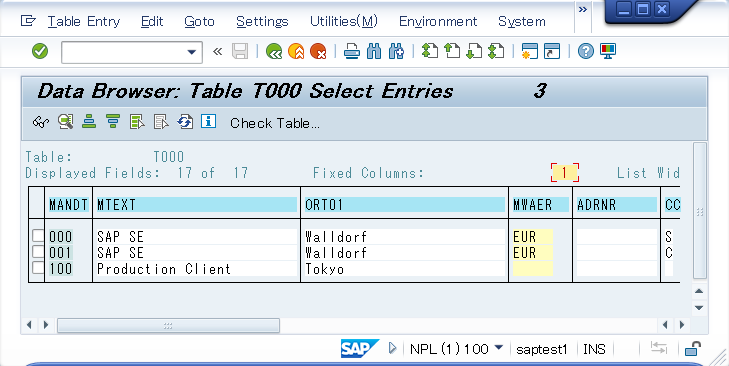 Table Entry Edit Goto Settings Utilities(M) Environment System »
«
Data Browser: Table T000 Select Entries 3
Check Table...
Table: T000
Displayed Fields: 17 of 17 Fixed Columns: 1 List Wid
MANDT MTEXT ORT01 MWAER ADRNR CC
000 SAP SE Walldorf EUR S
001 SAP SE Walldorf EUR C
100 Production Client Tokyo
SAP NPL (1) 100 saptest1 INS